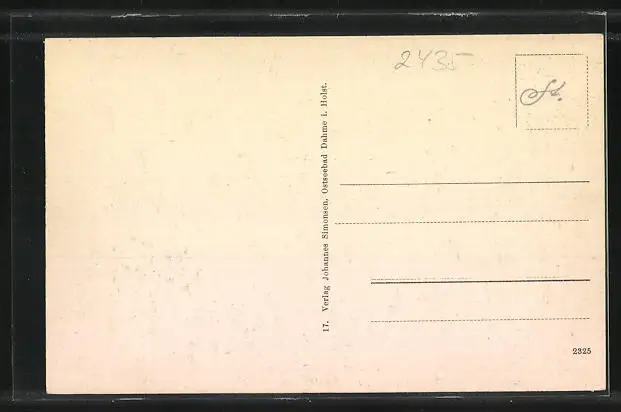 2435
17. Verlag Johannes Simonsen, Ostseebad Dahme i. Holst.
2325